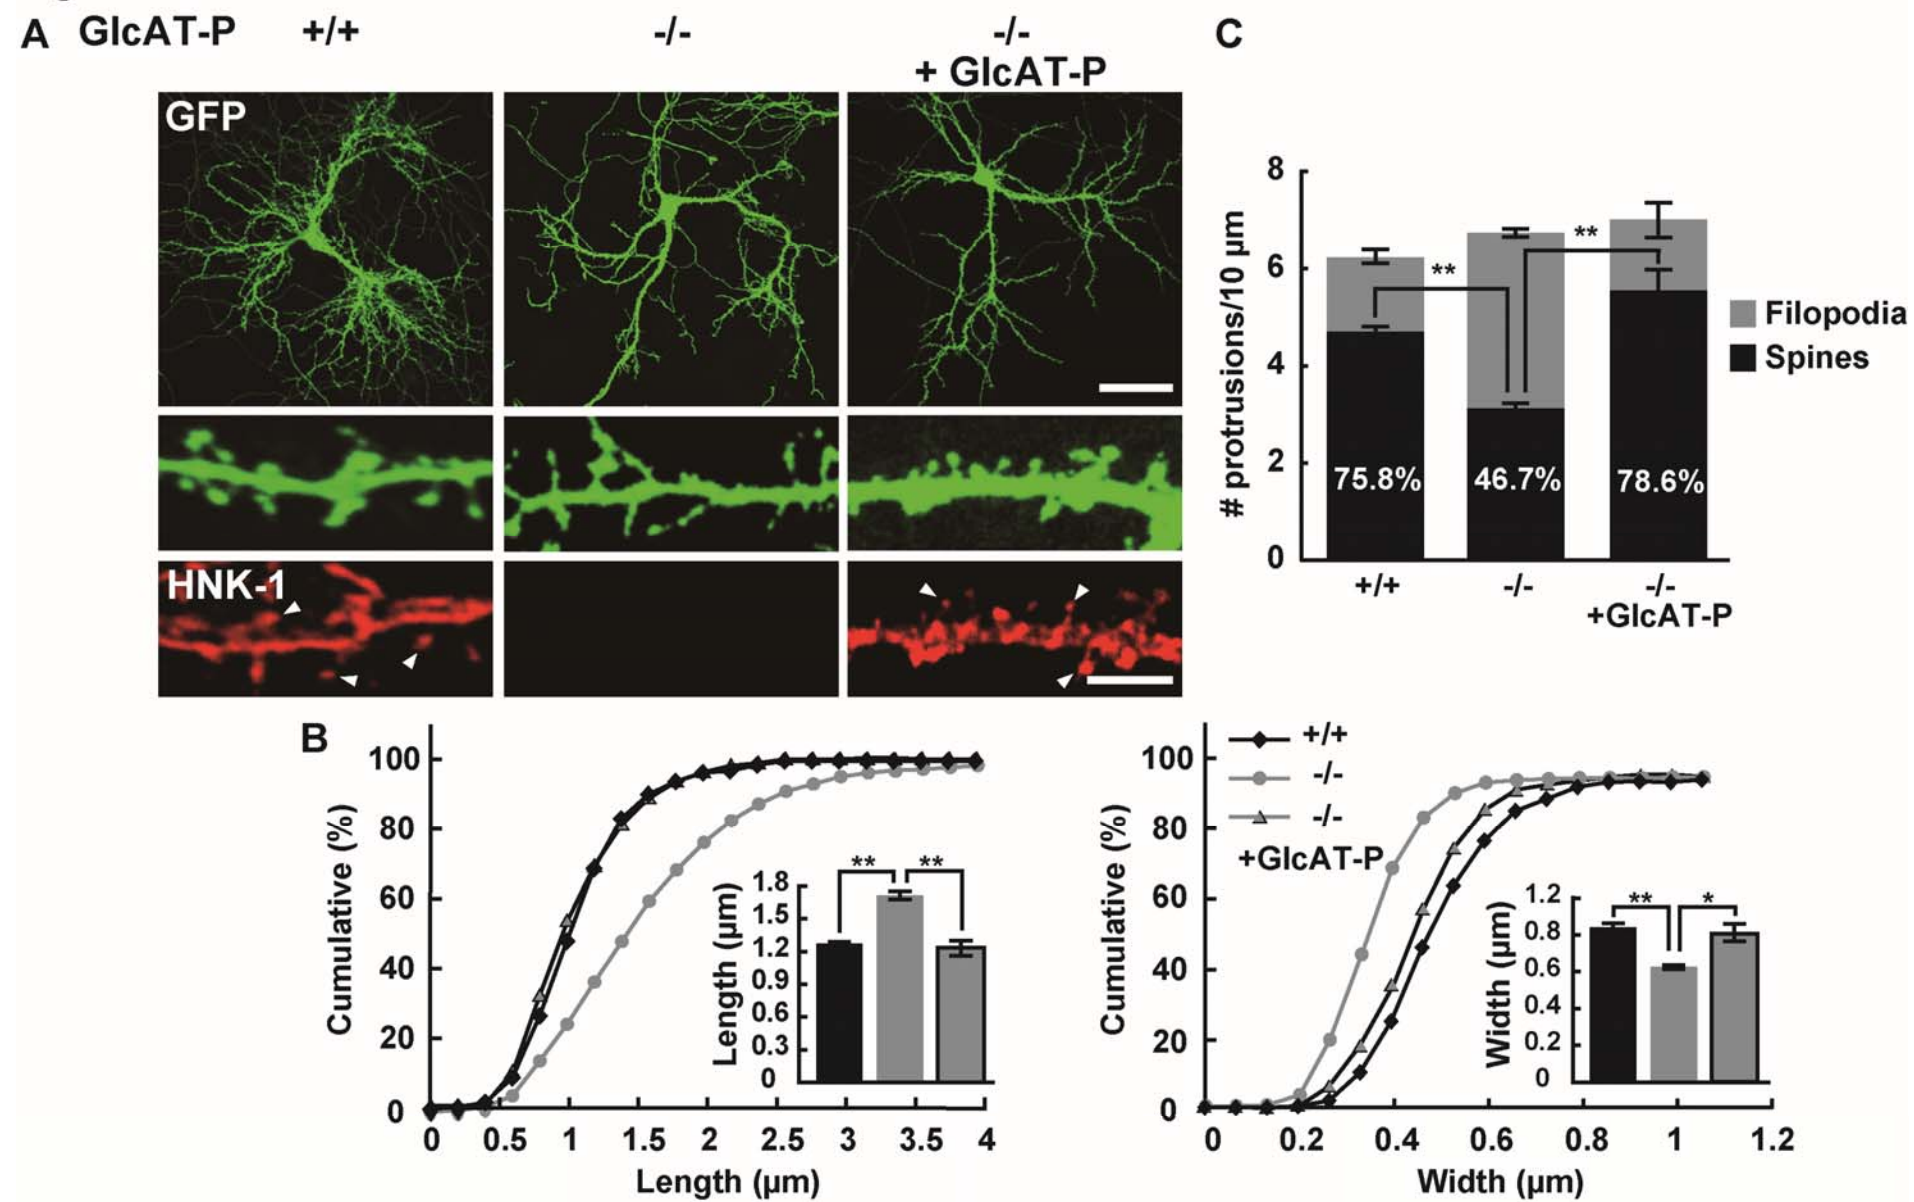 A GlcAT-P +/+ -/- -/-
+ GlcAT-P
GFP
HNK-1
C
# protrusions/10 µm
8
6
4
2
0
**
**
75.8% 46.7% 78.6%
+/+ -/- -/-
+GlcAT-P
Filopodia
Spines
B
Cumulative (%)
100
80
60
40
20
0
0 0.5 1 1.5 2 2.5 3 3.5 4
Length (µm)
Length (µm)
1.8
1.5
1.2
0.9
0.6
0.3
0
** **
Cumulative (%)
100
80
60
40
20
0
0 0.2 0.4 0.6 0.8 1 1.2
Width (µm)
+/+
-/-
-/-
+GlcAT-P
Width (µm)
1.2
0.8
0.6
0.4
0.2
0
** *